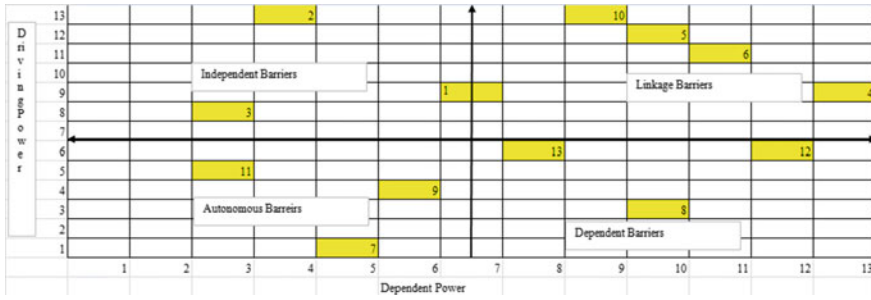 DrivingPower
13 2 10
12 5
11 6
10
Independent Barriers Linkage Barriers
9 1 4
8 3
7
6 13 12
5 11
4 9
Autonomous Barreirs
3 8
2
Dependent Barriers
1 7
1 2 3 4 5 6 7 8 9 10 11 12 13
Dependent Power